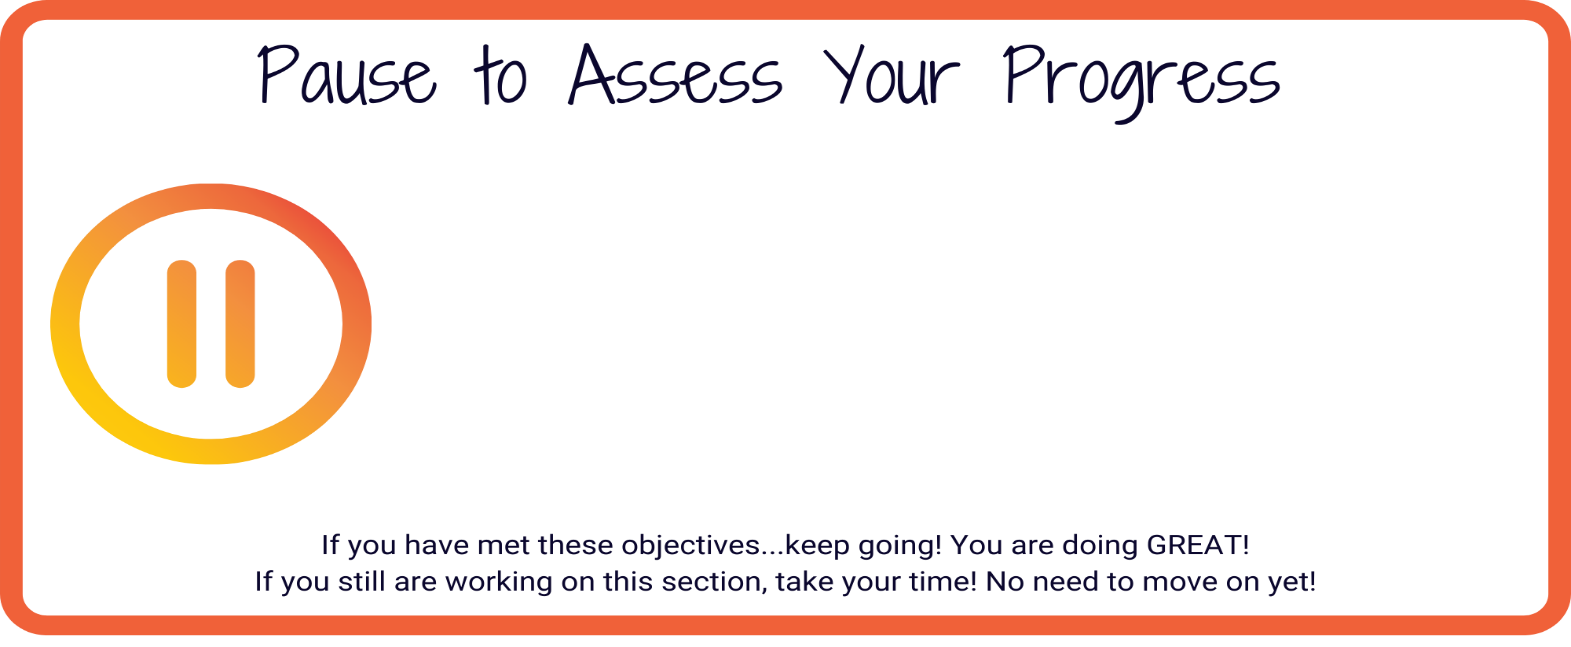 Pause to Assess Your Progress
If you have met these objectives...keep going! You are doing GREAT!
If you still are working on this section, take your time! No need to move on yet!